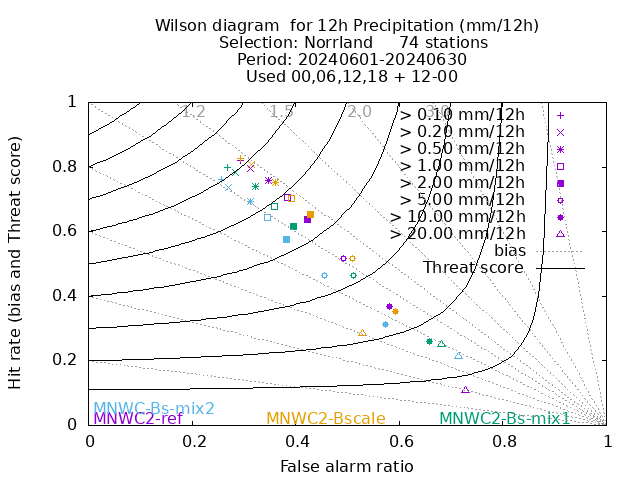 Wilson diagram  for 12h Precipitation (mm/12h)
Selection: Norrland     74 stations
Period: 20240601-20240630
Used 00,06,12,18 + 12-00
Hit rate (bias and Threat score)
1
0.8
0.6
0.4
0.2
0
1.2
1.5
2.0
3.0
> 0.10 mm/12h
> 0.20 mm/12h
> 0.50 mm/12h
> 1.00 mm/12h
> 2.00 mm/12h
> 5.00 mm/12h
> 10.00 mm/12h
> 20.00 mm/12h
bias
Threat score
MNWC-Bs-mix2
MNWC2-ref MNWC2-Bscale MNWC2-Bs-mix1
0 0.2 0.4 0.6 0.8 1
False alarm ratio